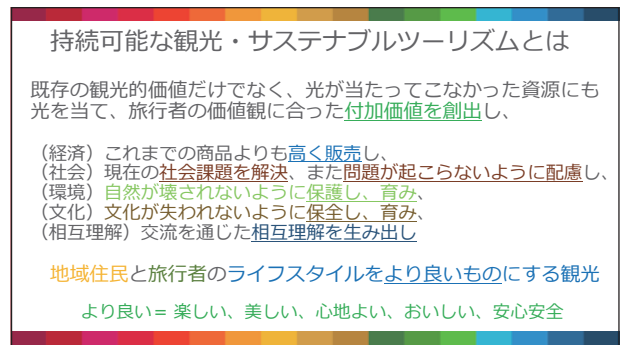 持続可能な観光・サステナブルツーリズムとは
既存の観光的価値だけでなく、光が当たってこなかった資源にも
光を当て、旅行者の価値観に合った付加価値を創出し、
（経済）これまでの商品よりも高く販売し、
（社会）現在の社会課題を解決、また問題が起こらないように配慮し、
（環境）自然が壊されないように保護し、育み、
（文化）文化が失われないように保全し、育み、
（相互理解）交流を通じた相互理解を生み出し
地域住民と旅行者のライフスタイルをより良いものにする観光
より良い＝ 楽しい、美しい、心地よい、おいしい、安心安全